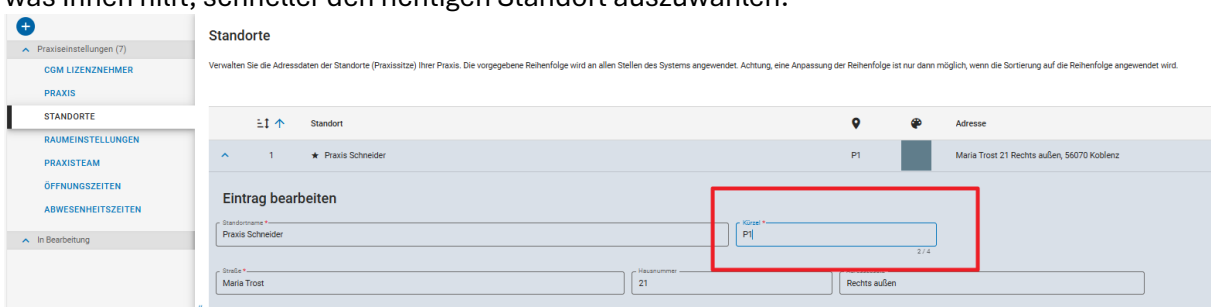 was Ihnen hilft, schneller den richtigen Standort auszuwählen.
Praxiseinstellungen (7)
CGM LIZENZNEHMER
PRAXIS
STANDORTE
RAUMEINSTELLUNGEN
PRAXISTEAM
ÖFFNUNGSZEITEN
ABWESENHEITSZEITEN
In Bearbeitung
Standorte
Verwalten Sie die Adressdaten der Standorte (Praxissitze) Ihrer Praxis. Die vorgegebene Reihenfolge wird an allen Stellen des Systems angewendet. Achtung, eine Anpassung der Reihenfolge ist nur dann möglich, wenn die Sortierung auf die Reihenfolge angewendet wird.
Standort Adresse
1 ★ Praxis Schneider P1 Maria Trost 21 Rechts außen, 56070 Koblenz
Eintrag bearbeiten
Standortname * Kürzel *
Praxis Schneider P1
2 / 4
Straße * Hausnummer
Maria Trost 21 Rechts außen